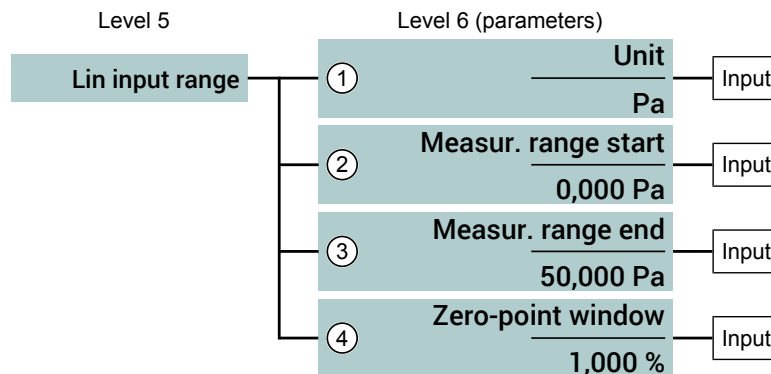 Level 5
Level 6 (parameters)
Lin input range
1
Unit
Pa
Input
2
Measur. range start
0,000 Pa
Input
3
Measur. range end
50,000 Pa
Input
4
Zero-point window
1,000 %
Input